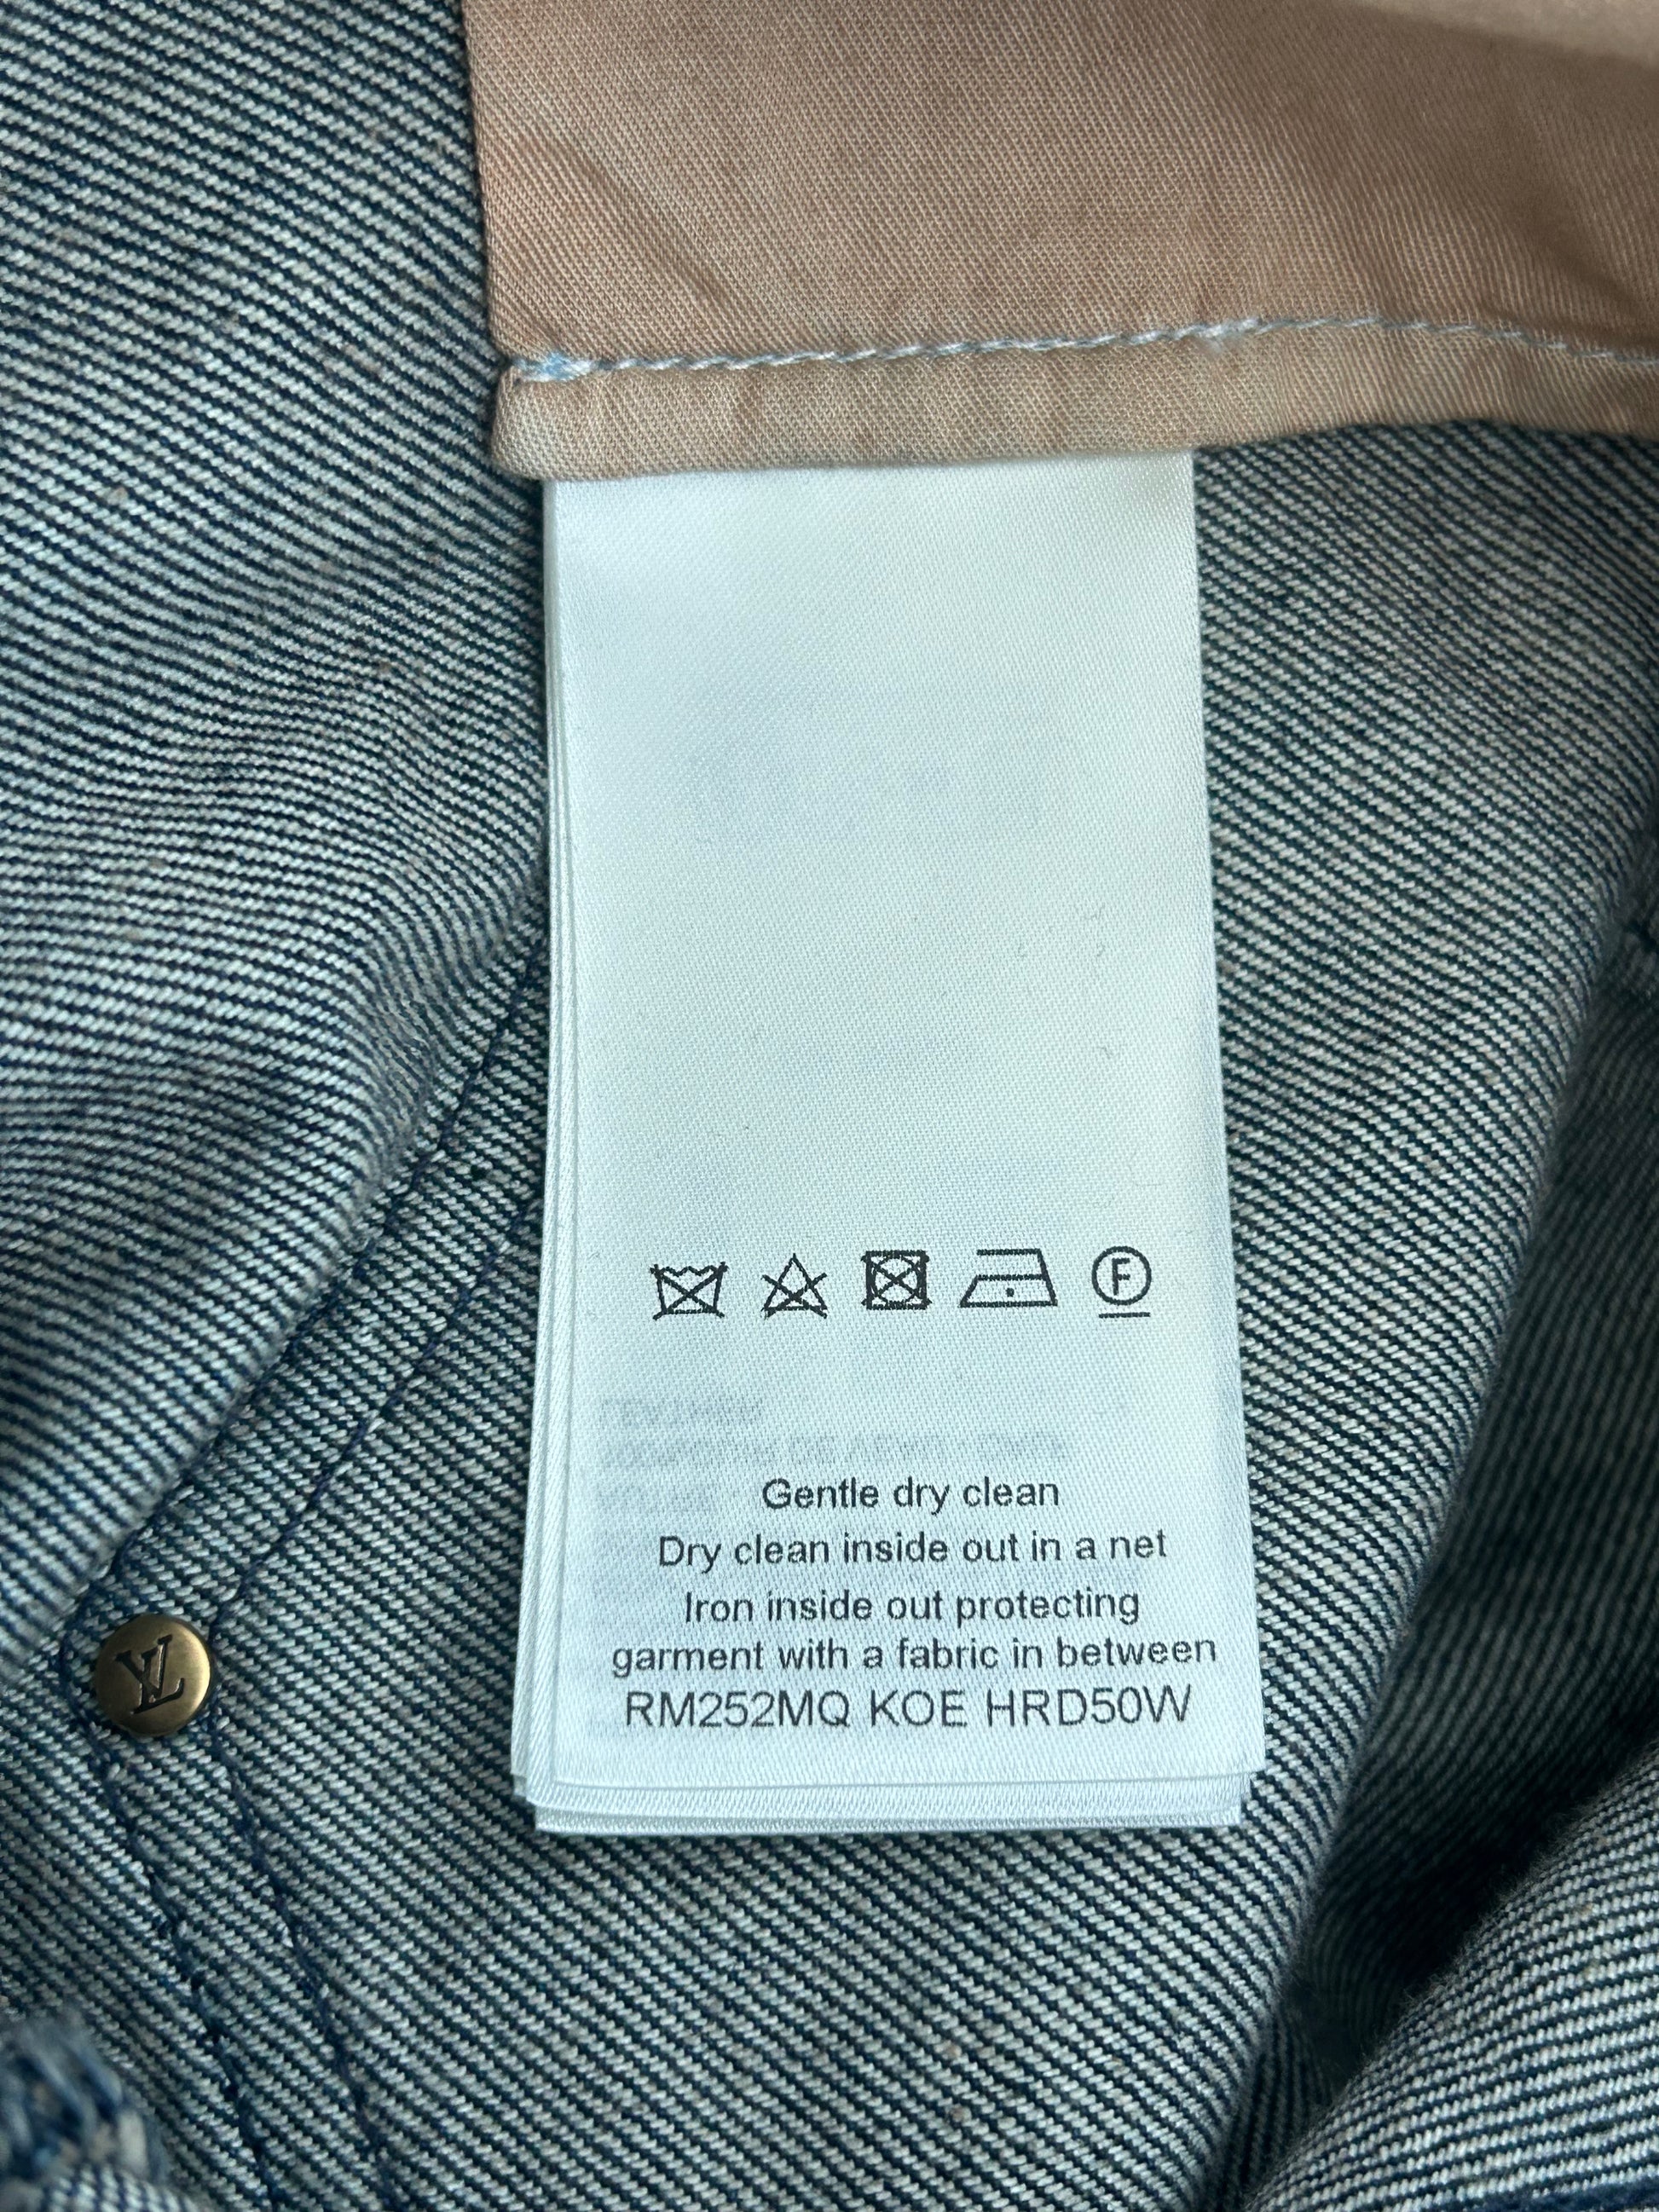 F
Gentle dry clean
Dry clean inside out in a net
Iron inside out protecting
garment with a fabric in between
RM252MQ KOE HRD50W
LV